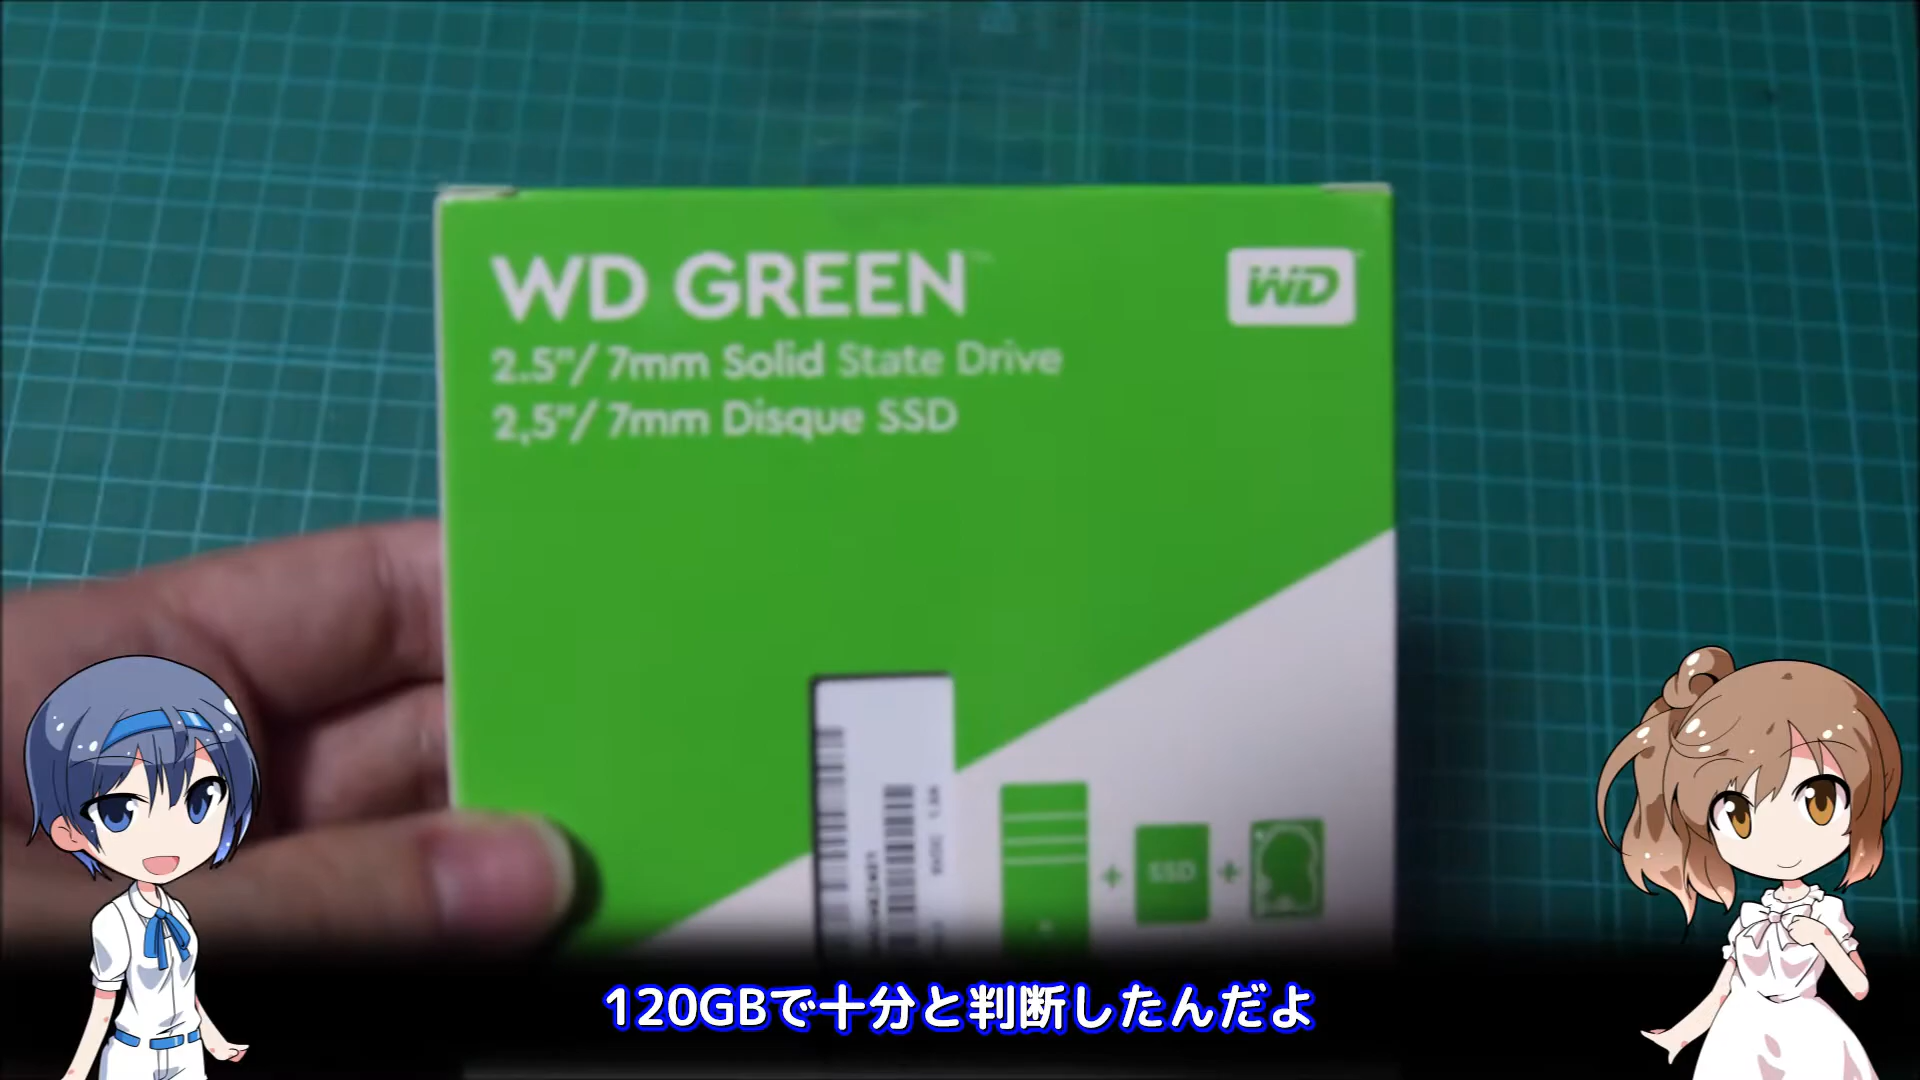 WD GREEN™
WD
2.5"/ 7mm Solid State Drive
2,5"/ 7mm Disque SSD
+ SSD +
120GBで十分と判断したんだよ